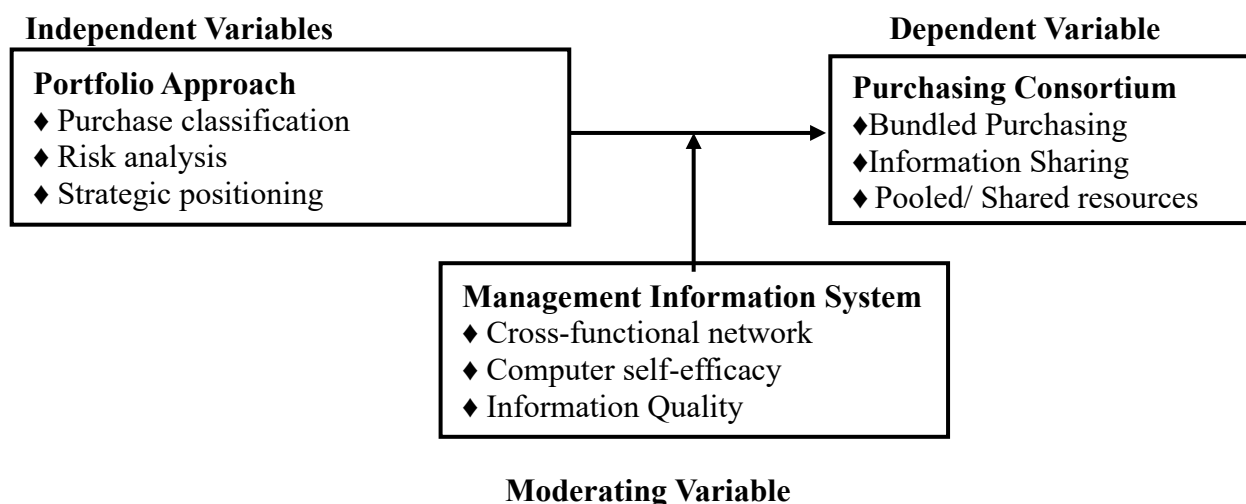 Independent Variables
Portfolio Approach
♦ Purchase classification
♦ Risk analysis
♦ Strategic positioning
Dependent Variable
Purchasing Consortium
♦Bundled Purchasing
♦Information Sharing
♦ Pooled/ Shared resources
Management Information System
♦ Cross-functional network
♦ Computer self-efficacy
♦ Information Quality
Moderating Variable